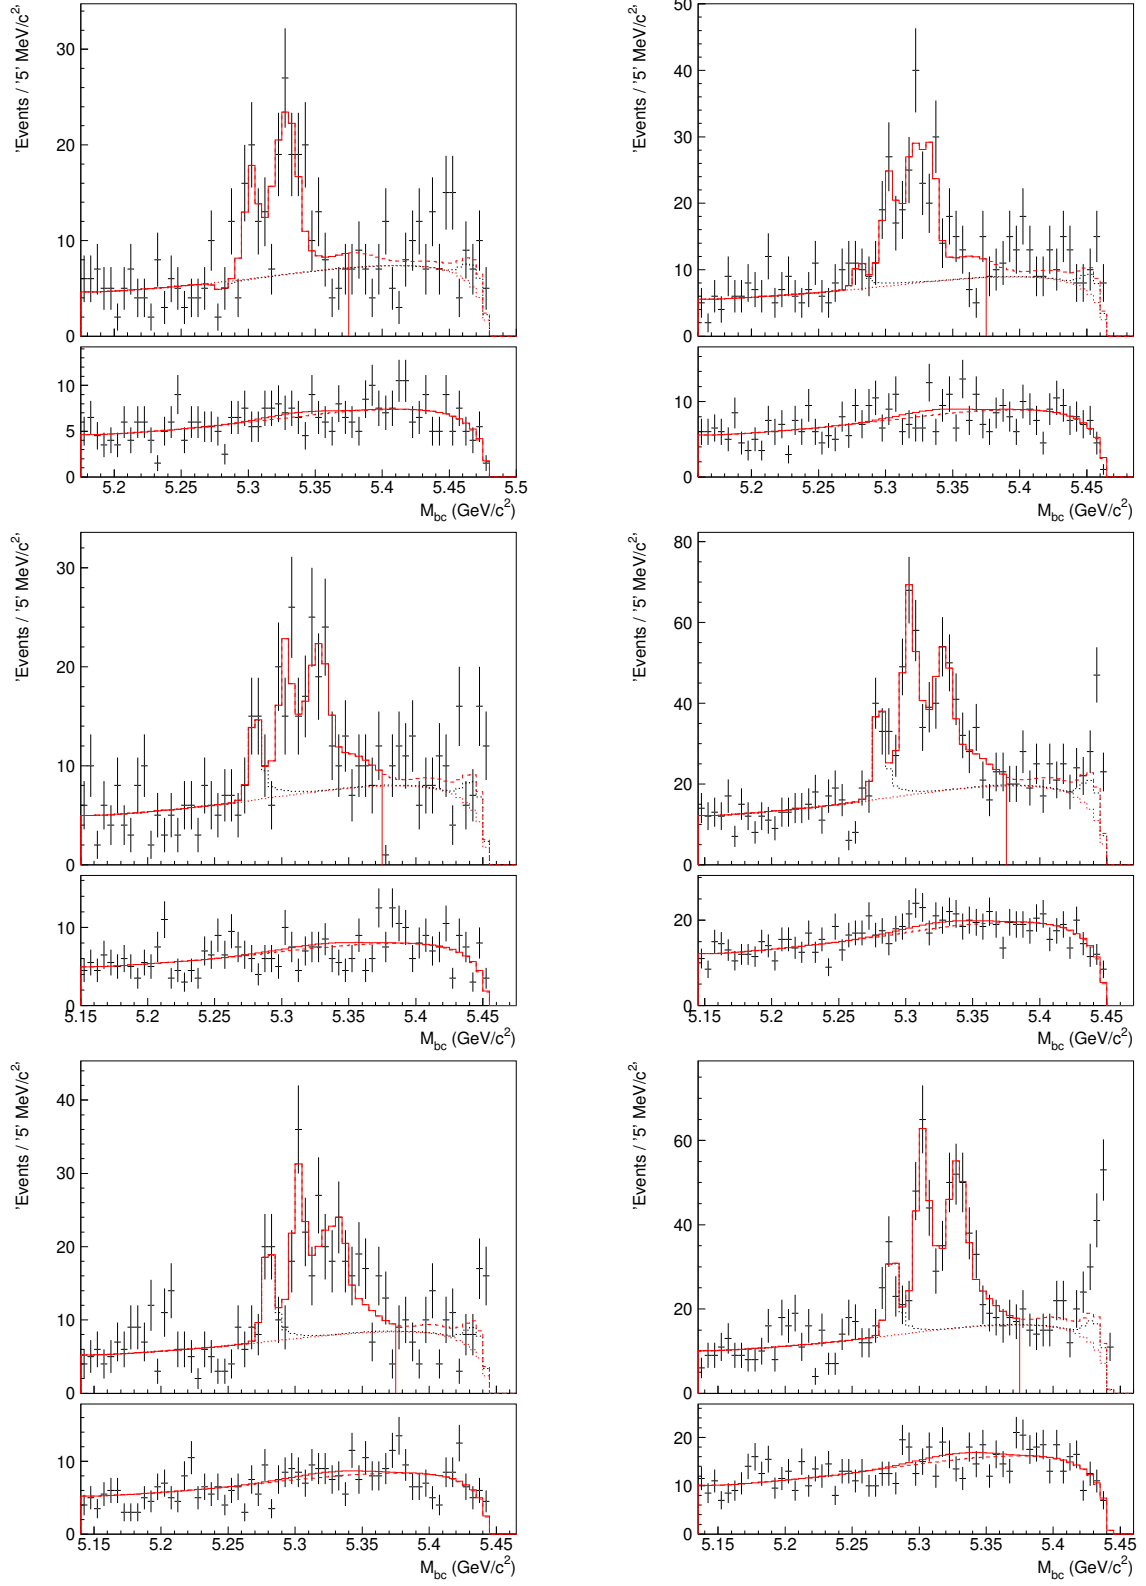 'Events / '5' MeV/c²' 'Events / '5' MeV/c²'
30 50
20 40
10 30
0 20
10
0
10 10
5 5
0 0
5.2 5.25 5.3 5.35 5.4 5.45 5.5 5.2 5.25 5.3 5.35 5.4 5.45
M_bc (GeV/c²) M_bc (GeV/c²)
'Events / '5' MeV/c²' 'Events / '5' MeV/c²'
30 80
20 60
10 40
0 20
0
10 20
5 10
0 0
5.15 5.2 5.25 5.3 5.35 5.4 5.45 5.15 5.2 5.25 5.3 5.35 5.4 5.45
M_bc (GeV/c²) M_bc (GeV/c²)
'Events / '5' MeV/c²' 'Events / '5' MeV/c²'
40 60
30 40
20 20
10 0
0
10 20
5 10
0 0
5.15 5.2 5.25 5.3 5.35 5.4 5.45 5.15 5.2 5.25 5.3 5.35 5.4 5.45
M_bc (GeV/c²) M_bc (GeV/c²)